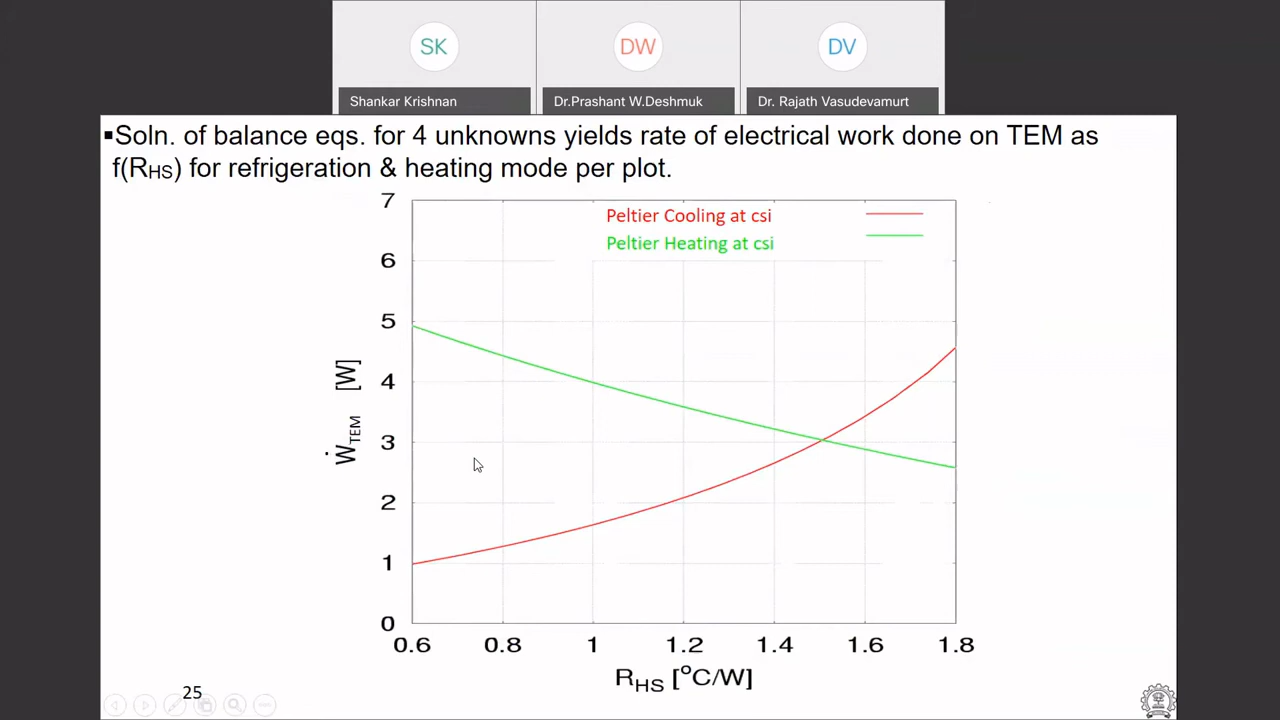 SK
DW
DV
Shankar Krishnan
Dr.Prashant W.Deshmuk
Dr. Rajath Vasudevamurt
▪Soln. of balance eqs. for 4 unknowns yields rate of electrical work done on TEM as
f(RHS) for refrigeration & heating mode per plot.
7
Peltier Cooling at csi
Peltier Heating at csi
6
5
4
3
2
1
0
ẆTEM [W]
0.6 0.8 1 1.2 1.4 1.6 1.8
RHS [°C/W]
25